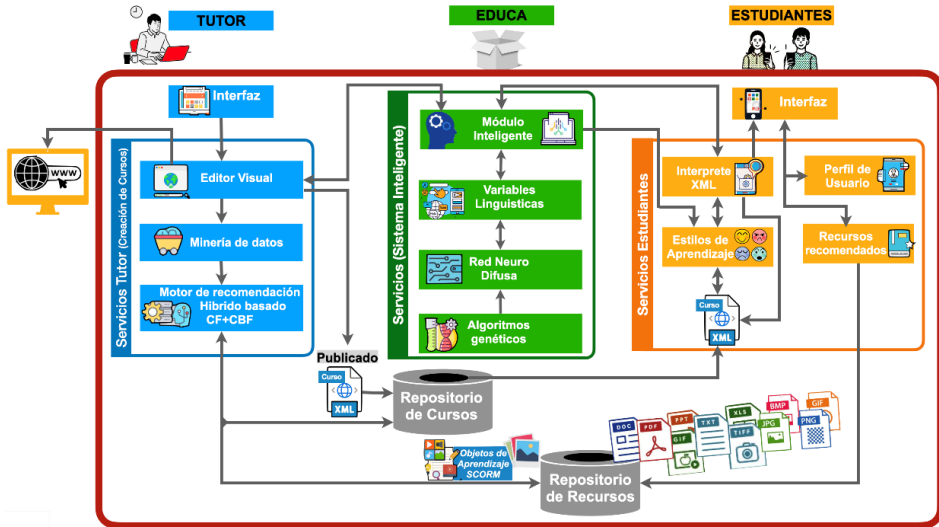 TUTOR
EDUCA
ESTUDIANTES
Interfaz
Servicios Tutor (Creación de Cursos)
Editor Visual
Minería de datos
Motor de recomendación
Hibrido basado
CF+CBF
WWW
Servicios (Sistema Inteligente)
Módulo
Inteligente
Variables
Linguisticas
Red Neuro
Difusa
Algoritmos
genéticos
Interfaz
Servicios Estudiantes
Interprete
XML
Perfil de
Usuario
Estilos de
Aprendizaje
Recursos
recomendados
Curso
XML
Publicado
Curso
XML
Repositorio
de Cursos
Objetos de
Aprendizaje
SCORM
Repositorio
de Recursos
DOC
PDF
PPT
GIF
TXT
XLS
TIFF
BMP
JPG
GIF
PNG